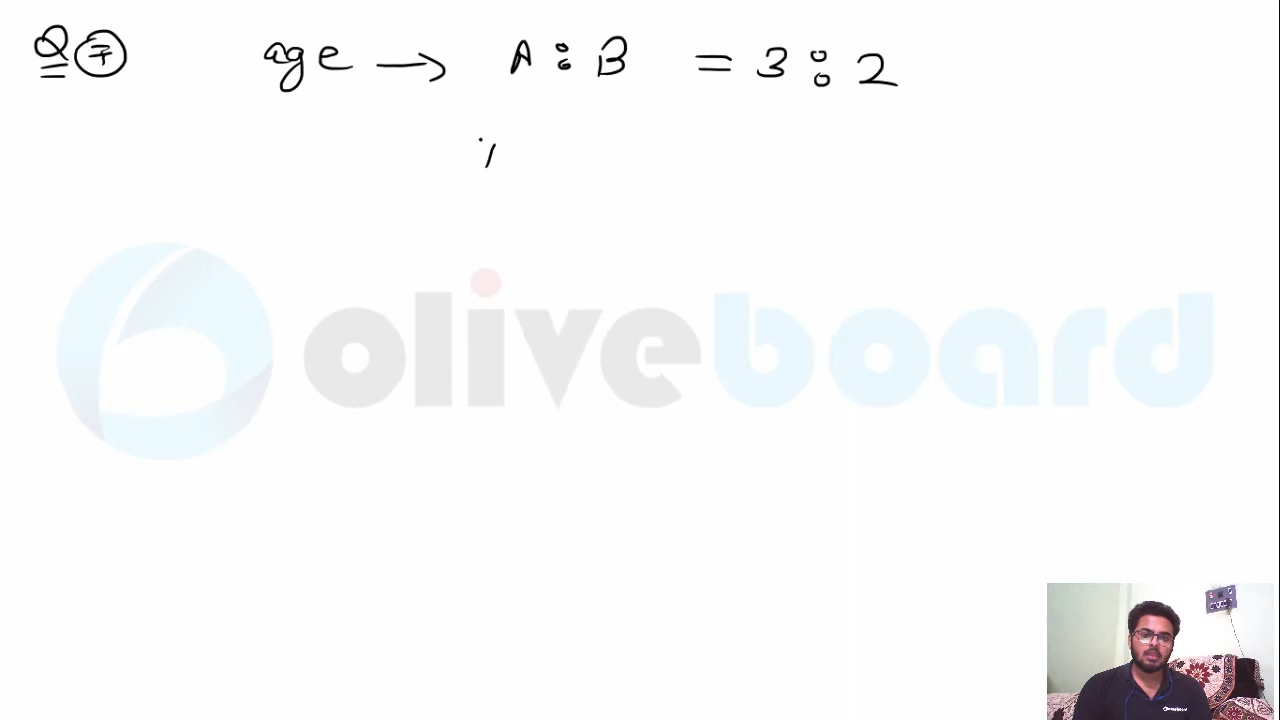 Q 7 age → A : B = 3 : 2
oliveboard